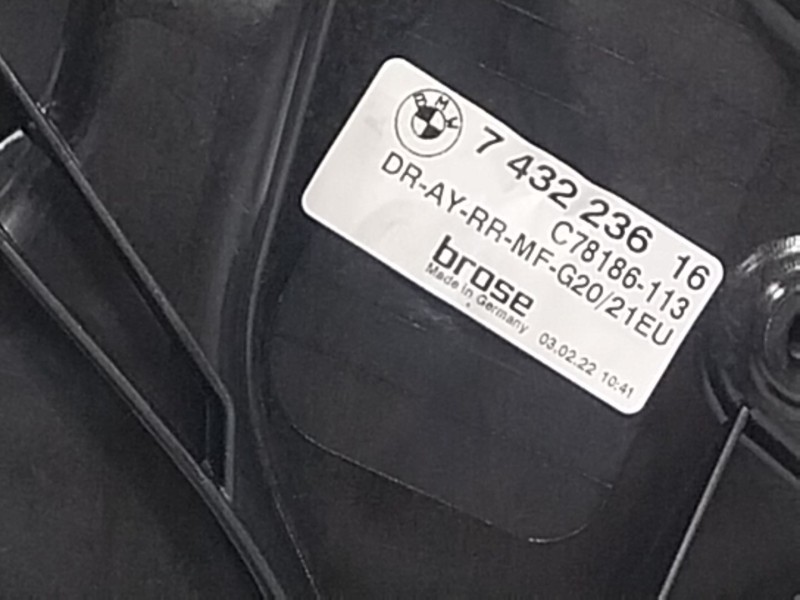 BMW
7 432 236 16
C78186-113
DR-AY-RR-MF-G20/21EU
brose
Made in Germany
03.02.22 10:41